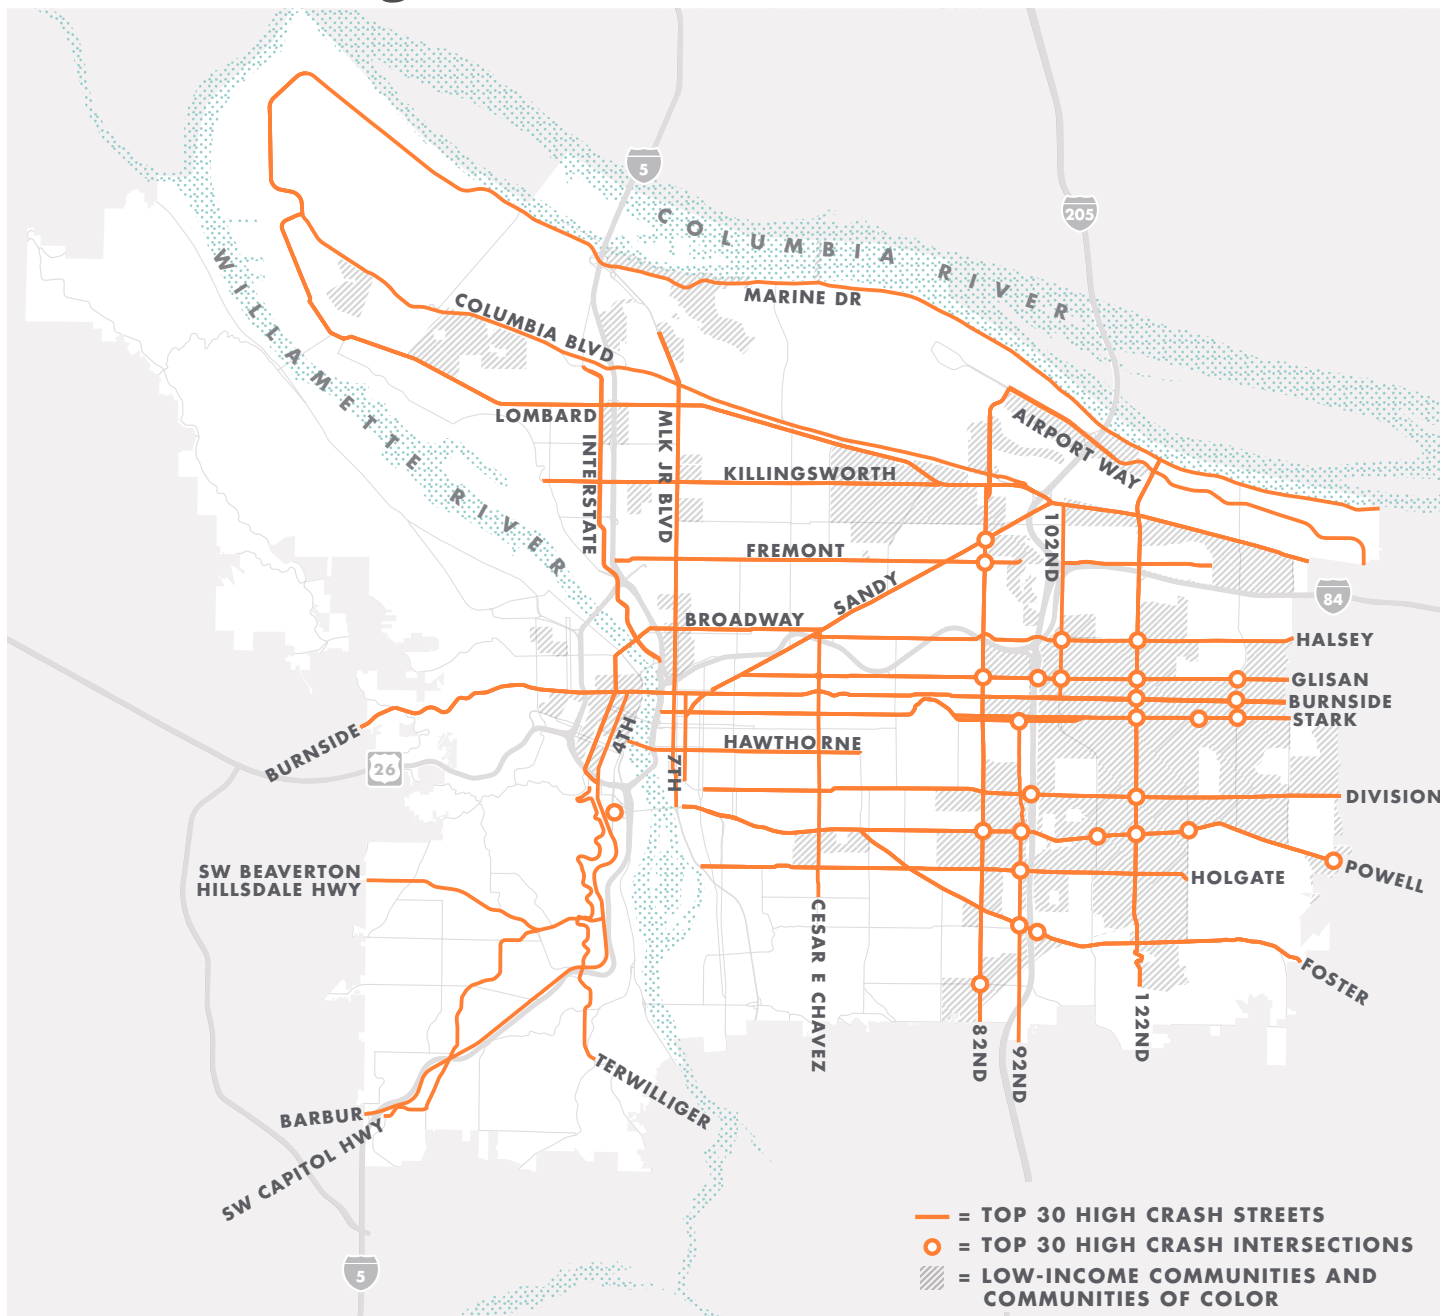 5
205
COLUMBIA RIVER
WILLAMETTE RIVER
MARINE DR
COLUMBIA BLVD
LOMBARD
INTERSTATE
MLK JR BLVD
AIRPORT WAY
KILLINGSWORTH
102ND
FREMONT
SANDY
84
BROADWAY
HALSEY
GLISAN
BURNSIDE
STARK
4TH
HAWTHORNE
BURNSIDE
26
7TH
DIVISION
SW BEAVERTON
HILLSDALE HWY
POWELL
HOLGATE
CESAR E CHAVEZ
FOSTER
82ND
92ND
122ND
TERWILLIGER
BARBUR
SW CAPITOL HWY
5
= TOP 30 HIGH CRASH STREETS
= TOP 30 HIGH CRASH INTERSECTIONS
= LOW-INCOME COMMUNITIES AND
COMMUNITIES OF COLOR